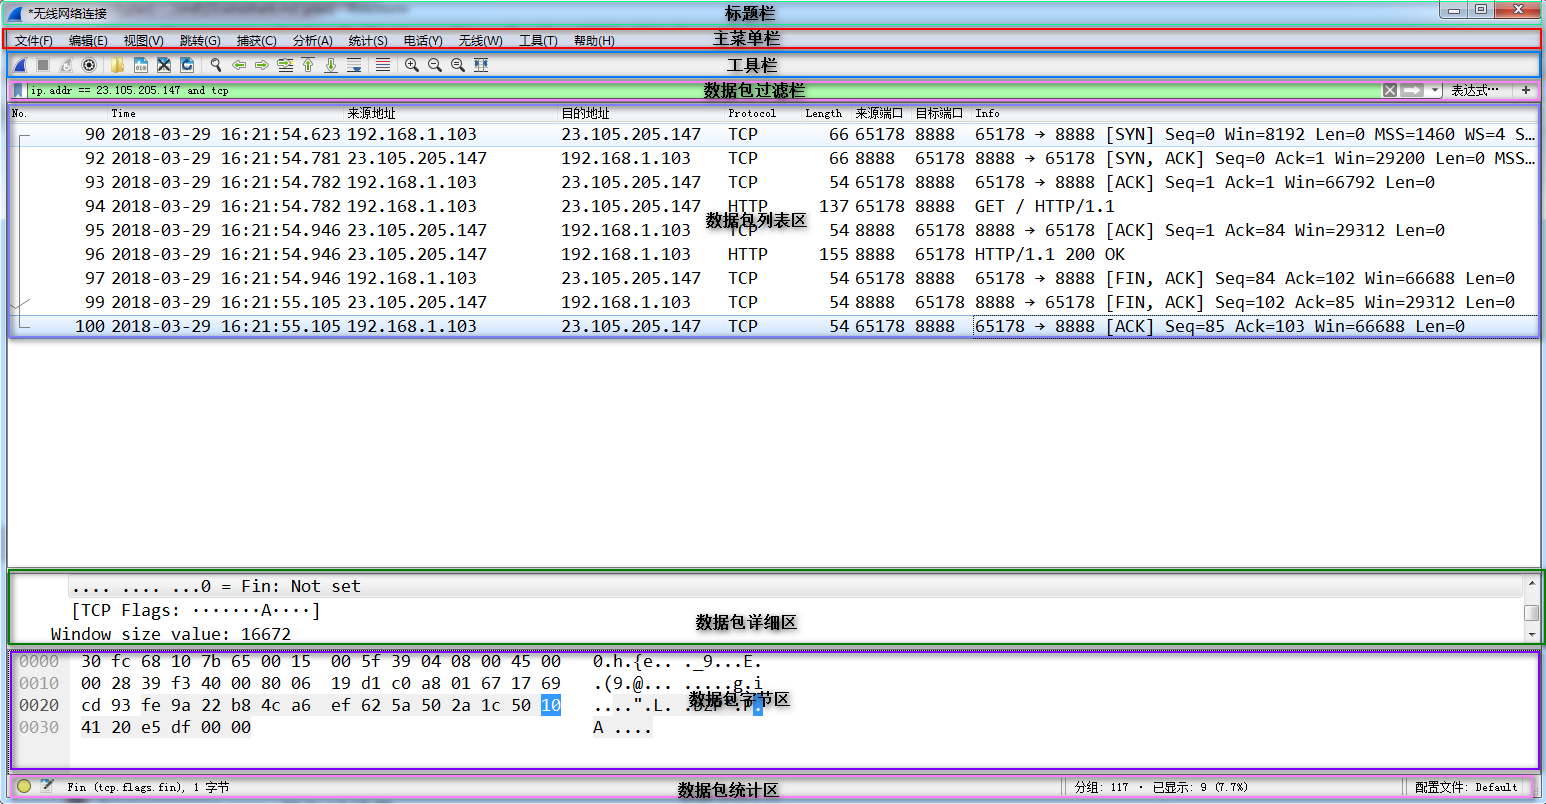 *无线网络连接 标题栏
文件(F) 编辑(E) 视图(V) 跳转(G) 捕获(C) 分析(A) 统计(S) 电话(Y) 无线(W) 工具(T) 帮助(H) 主菜单栏
工具栏
ip.addr == 23.105.205.147 and tcp 数据包过滤栏 表达式… +
No. Time 来源地址 目的地址 Protocol Length 来源端口 目标端口 Info
90 2018-03-29 16:21:54.623 192.168.1.103 23.105.205.147 TCP 66 65178 8888 65178 → 8888 [SYN] Seq=0 Win=8192 Len=0 MSS=1460 WS=4 S…
92 2018-03-29 16:21:54.781 23.105.205.147 192.168.1.103 TCP 66 8888 65178 8888 → 65178 [SYN, ACK] Seq=0 Ack=1 Win=29200 Len=0 MSS…
93 2018-03-29 16:21:54.782 192.168.1.103 23.105.205.147 TCP 54 65178 8888 65178 → 8888 [ACK] Seq=1 Ack=1 Win=66792 Len=0
94 2018-03-29 16:21:54.782 192.168.1.103 23.105.205.147 HTTP 137 65178 8888 GET / HTTP/1.1
数据包列表区
95 2018-03-29 16:21:54.946 23.105.205.147 192.168.1.103 TCP 54 8888 65178 8888 → 65178 [ACK] Seq=1 Ack=84 Win=29312 Len=0
96 2018-03-29 16:21:54.946 23.105.205.147 192.168.1.103 HTTP 155 8888 65178 HTTP/1.1 200 OK
97 2018-03-29 16:21:54.946 192.168.1.103 23.105.205.147 TCP 54 65178 8888 65178 → 8888 [FIN, ACK] Seq=84 Ack=102 Win=66688 Len=0
99 2018-03-29 16:21:55.105 23.105.205.147 192.168.1.103 TCP 54 8888 65178 8888 → 65178 [FIN, ACK] Seq=102 Ack=85 Win=29312 Len=0
100 2018-03-29 16:21:55.105 192.168.1.103 23.105.205.147 TCP 54 65178 8888 65178 → 8888 [ACK] Seq=85 Ack=103 Win=66688 Len=0
.... .... ...0 = Fin: Not set
[TCP Flags: ·······A····]
数据包详细区
Window size value: 16672
0000 30 fc 68 10 7b 65 00 15 00 5f 39 04 08 00 45 00 0.h.{e.. ._9...E.
0010 00 28 39 f3 40 00 80 06 19 d1 c0 a8 01 67 17 69 .(9.@... .....g.i
数据包字节区
0020 cd 93 fe 9a 22 b8 4c a6 ef 62 5a 50 2a 1c 50 10 ....".L. .bZP*.P.
0030 41 20 e5 df 00 00 A ....
Fin (tcp.flags.fin), 1 字节 数据包统计区 分组: 117 · 已显示: 9 (7.7%) 配置文件: Default